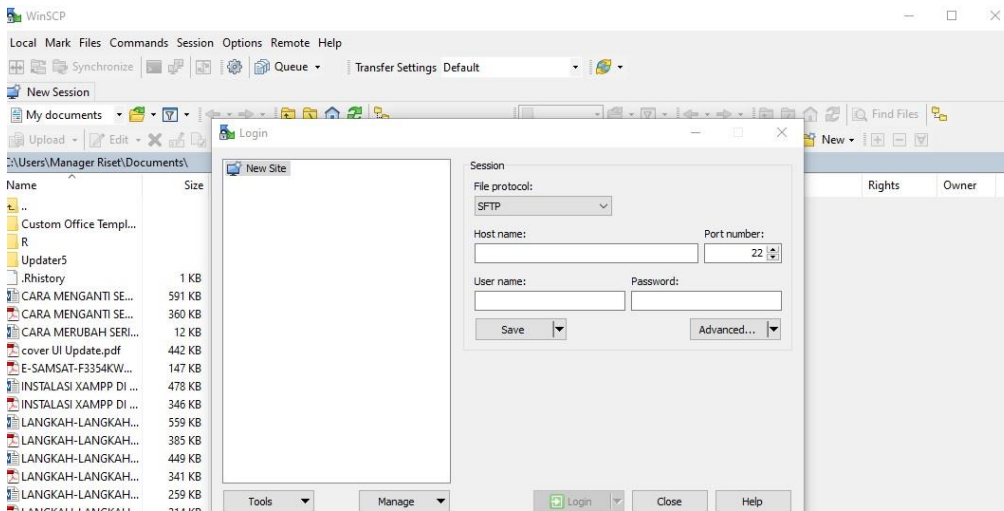 WinSCP
Local Mark Files Commands Session Options Remote Help
Synchronize Queue Transfer Settings Default
New Session
My documents Find Files
Upload Edit New
C:\Users\Manager Riset\Documents\
Name Size Rights Owner
..
Custom Office Templ...
R
Updater5
.Rhistory 1 KB
CARA MENGANTI SE... 591 KB
CARA MENGANTI SE... 360 KB
CARA MERUBAH SERI... 12 KB
cover UI Update.pdf 442 KB
E-SAMSAT-F3354KW... 147 KB
INSTALASI XAMPP DI ... 478 KB
INSTALASI XAMPP DI ... 346 KB
LANGKAH-LANGKAH... 559 KB
LANGKAH-LANGKAH... 385 KB
LANGKAH-LANGKAH... 449 KB
LANGKAH-LANGKAH... 341 KB
LANGKAH-LANGKAH... 259 KB
Login
New Site
Session
File protocol:
SFTP
Host name: Port number:
22
User name: Password:
Save Advanced...
Tools Manage Login Close Help